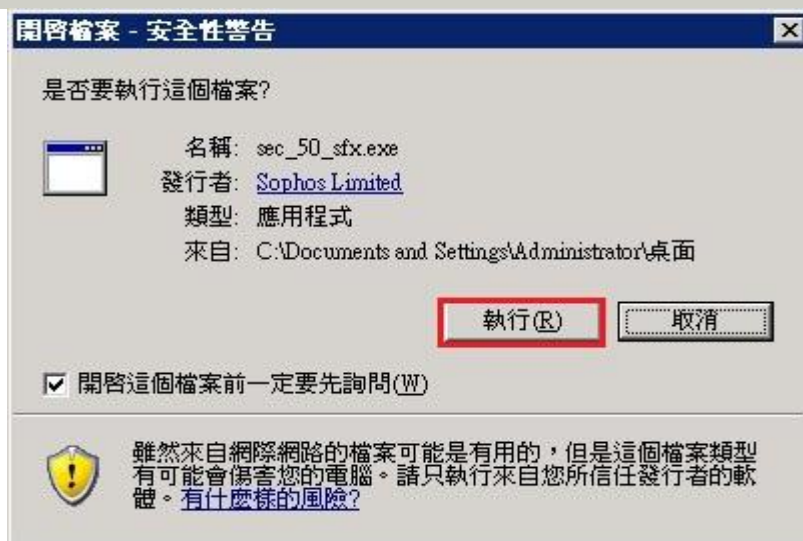 開啓檔案 - 安全性警告
是否要執行這個檔案?
名稱: sec_50_sfx.exe
發行者: Sophos Limited
類型: 應用程式
來自: C:\Documents and Settings\Administrator\桌面
執行(R)
取消
開啓這個檔案前一定要先詢問(W)
雖然來自網際網路的檔案可能是有用的，但是這個檔案類型
有可能會傷害您的電腦。請只執行來自您所信任發行者的軟
體。有什麼樣的風險?